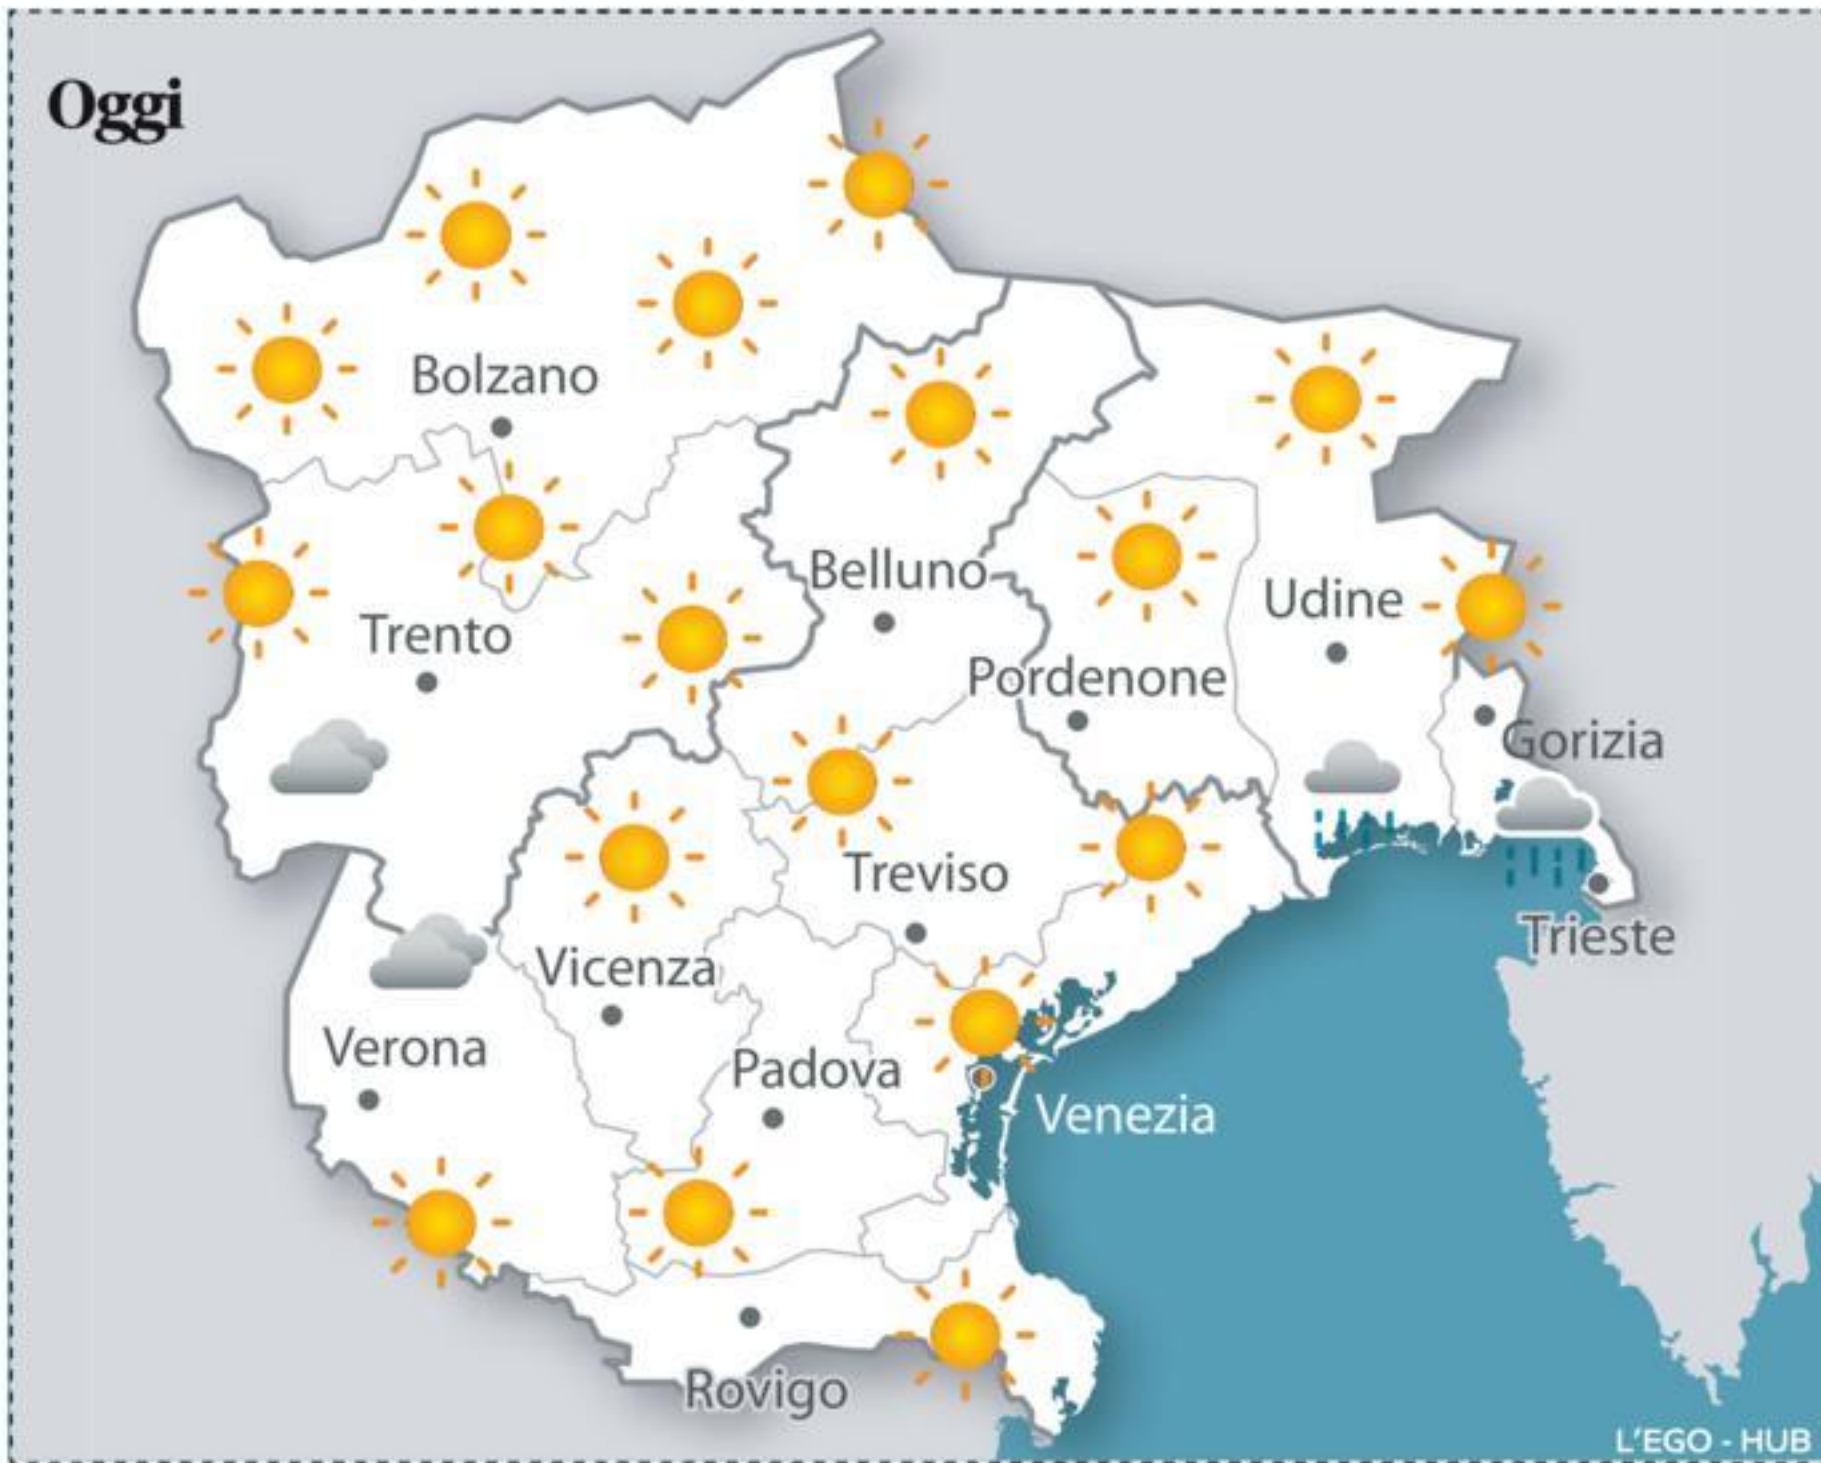 Oggi
Bolzano
Belluno
Udine
Trento
Pordenone
Gorizia
Treviso
Trieste
Vicenza
Verona
Padova
Venezia
Rovigo
L'EGO - HUB